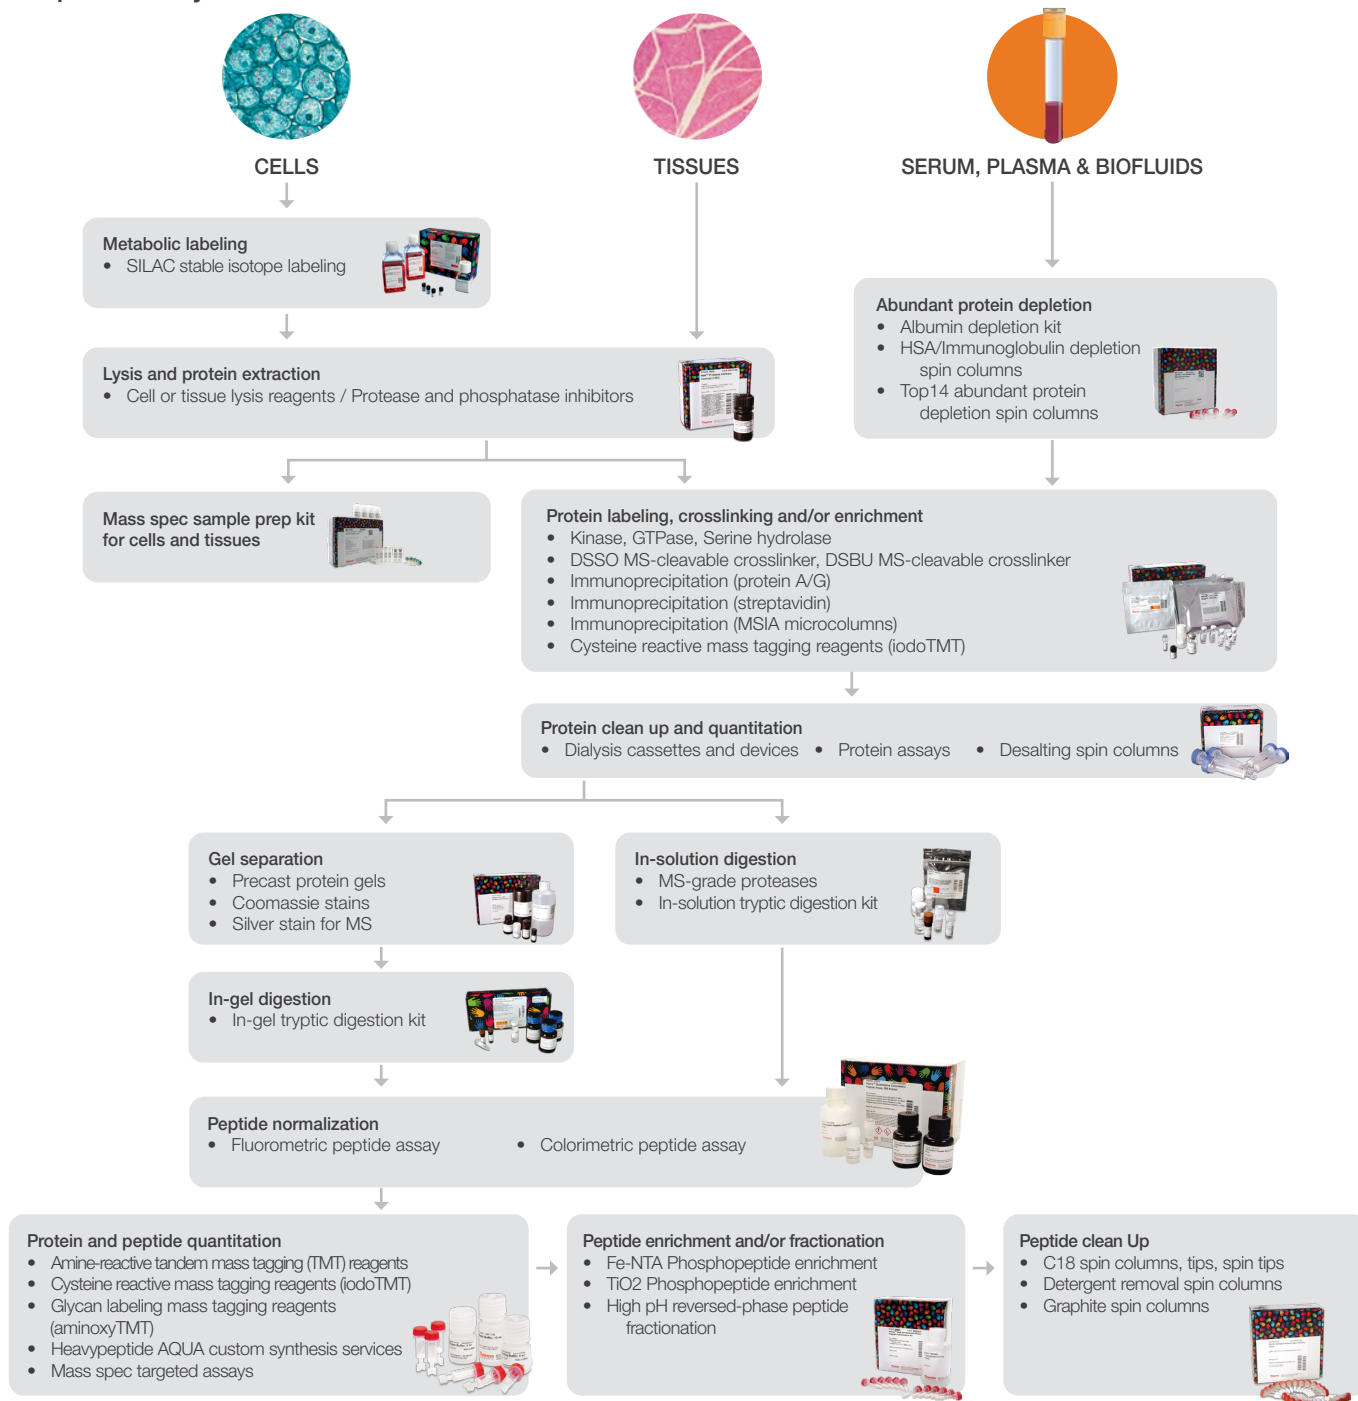 CELLS
TISSUES
SERUM, PLASMA & BIOFLUIDS
Metabolic labeling
• SILAC stable isotope labeling
Abundant protein depletion
• Albumin depletion kit
• HSA/Immunoglobulin depletion
spin columns
• Top14 abundant protein
depletion spin columns
Lysis and protein extraction
• Cell or tissue lysis reagents / Protease and phosphatase inhibitors
Mass spec sample prep kit
for cells and tissues
Protein labeling, crosslinking and/or enrichment
• Kinase, GTPase, Serine hydrolase
• DSSO MS-cleavable crosslinker, DSBU MS-cleavable crosslinker
• Immunoprecipitation (protein A/G)
• Immunoprecipitation (streptavidin)
• Immunoprecipitation (MSIA microcolumns)
• Cysteine reactive mass tagging reagents (iodoTMT)
Protein clean up and quantitation
• Dialysis cassettes and devices • Protein assays • Desalting spin columns
Gel separation
• Precast protein gels
• Coomassie stains
• Silver stain for MS
In-solution digestion
• MS-grade proteases
• In-solution tryptic digestion kit
In-gel digestion
• In-gel tryptic digestion kit
Peptide normalization
• Fluorometric peptide assay • Colorimetric peptide assay
Protein and peptide quantitation
• Amine-reactive tandem mass tagging (TMT) reagents
• Cysteine reactive mass tagging reagents (iodoTMT)
• Glycan labeling mass tagging reagents
(aminoxyTMT)
• Heavypeptide AQUA custom synthesis services
• Mass spec targeted assays
Peptide enrichment and/or fractionation
• Fe-NTA Phosphopeptide enrichment
• TiO2 Phosphopeptide enrichment
• High pH reversed-phase peptide
fractionation
Peptide clean Up
• C18 spin columns, tips, spin tips
• Detergent removal spin columns
• Graphite spin columns